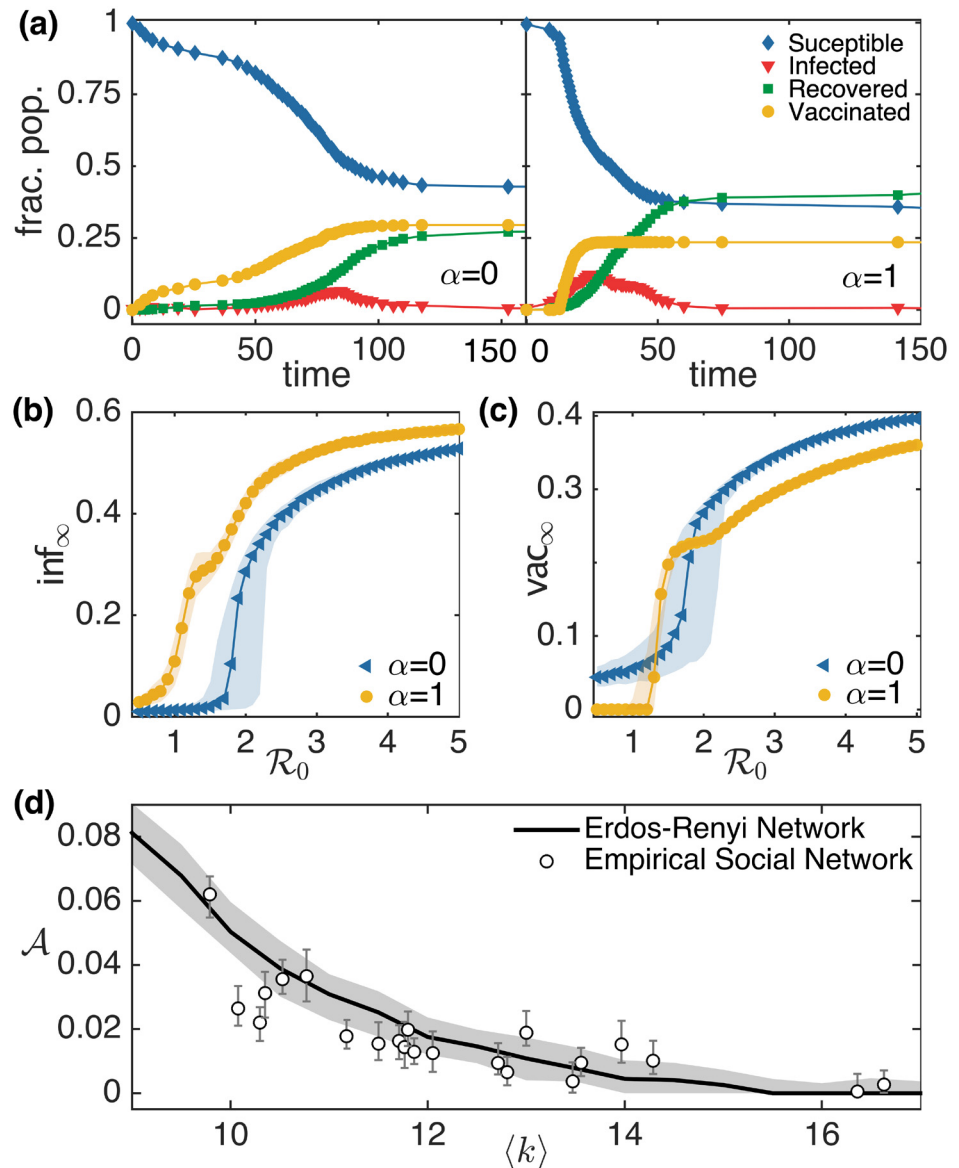 (a)
1
0.75
0.5
0.25
0
frac. pop.
α=0
0 50 100 150
time
Suceptible
Infected
Recovered
Vaccinated
α=1
0 50 100 150
time
(b)
0.6
0.4
0.2
0
inf∞
α=0
α=1
1 2 3 4 5
R₀
(c)
0.4
0.3
0.1
0
vac∞
α=0
α=1
1 2 3 4 5
R₀
(d)
0.08
0.06
0.04
0.02
0
A
Erdos-Renyi Network
Empirical Social Network
10 12 14 16
⟨k⟩